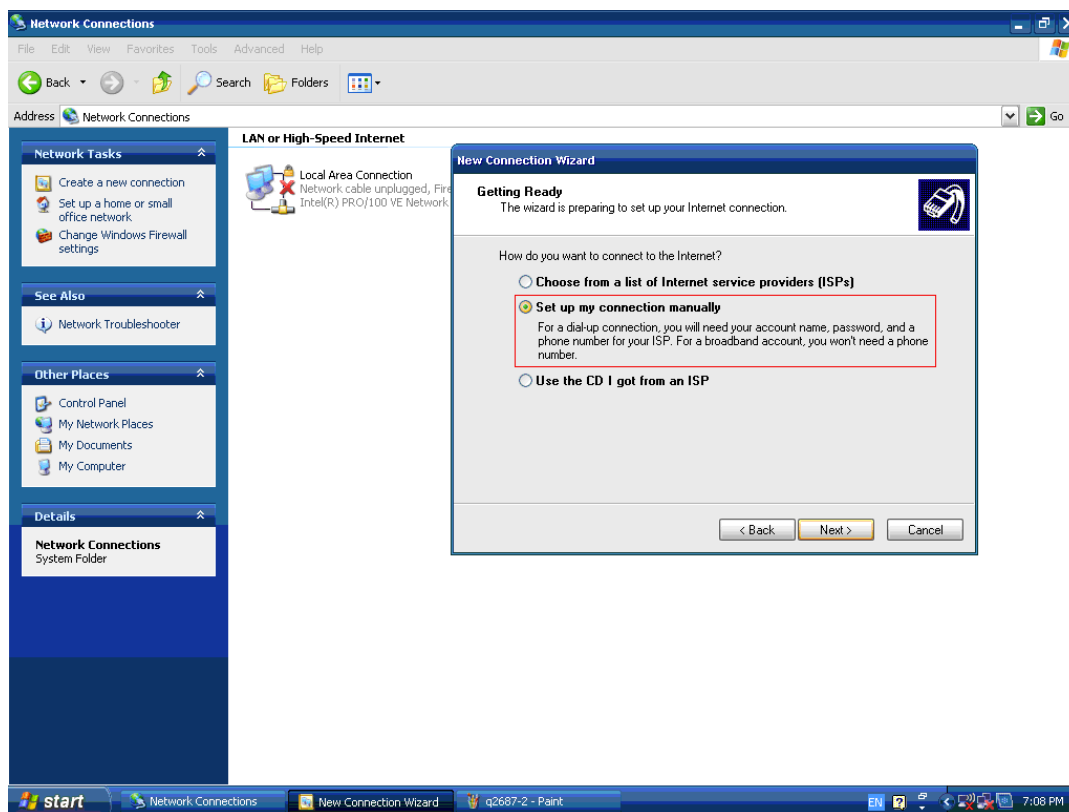 Network Connections
File Edit View Favorites Tools Advanced Help
Back Search Folders
Address Network Connections Go
Network Tasks
Create a new connection
Set up a home or small
office network
Change Windows Firewall
settings
See Also
Network Troubleshooter
Other Places
Control Panel
My Network Places
My Documents
My Computer
Details
Network Connections
System Folder
LAN or High-Speed Internet
Local Area Connection
Network cable unplugged, Fire
Intel(R) PRO/100 VE Network
New Connection Wizard
Getting Ready
The wizard is preparing to set up your Internet connection.
How do you want to connect to the Internet?
Choose from a list of Internet service providers (ISPs)
Set up my connection manually
For a dial-up connection, you will need your account name, password, and a
phone number for your ISP. For a broadband account, you won't need a phone
number.
Use the CD I got from an ISP
< Back Next > Cancel
start Network Connections New Connection Wizard q2687-2 - Paint EN 7:08 PM